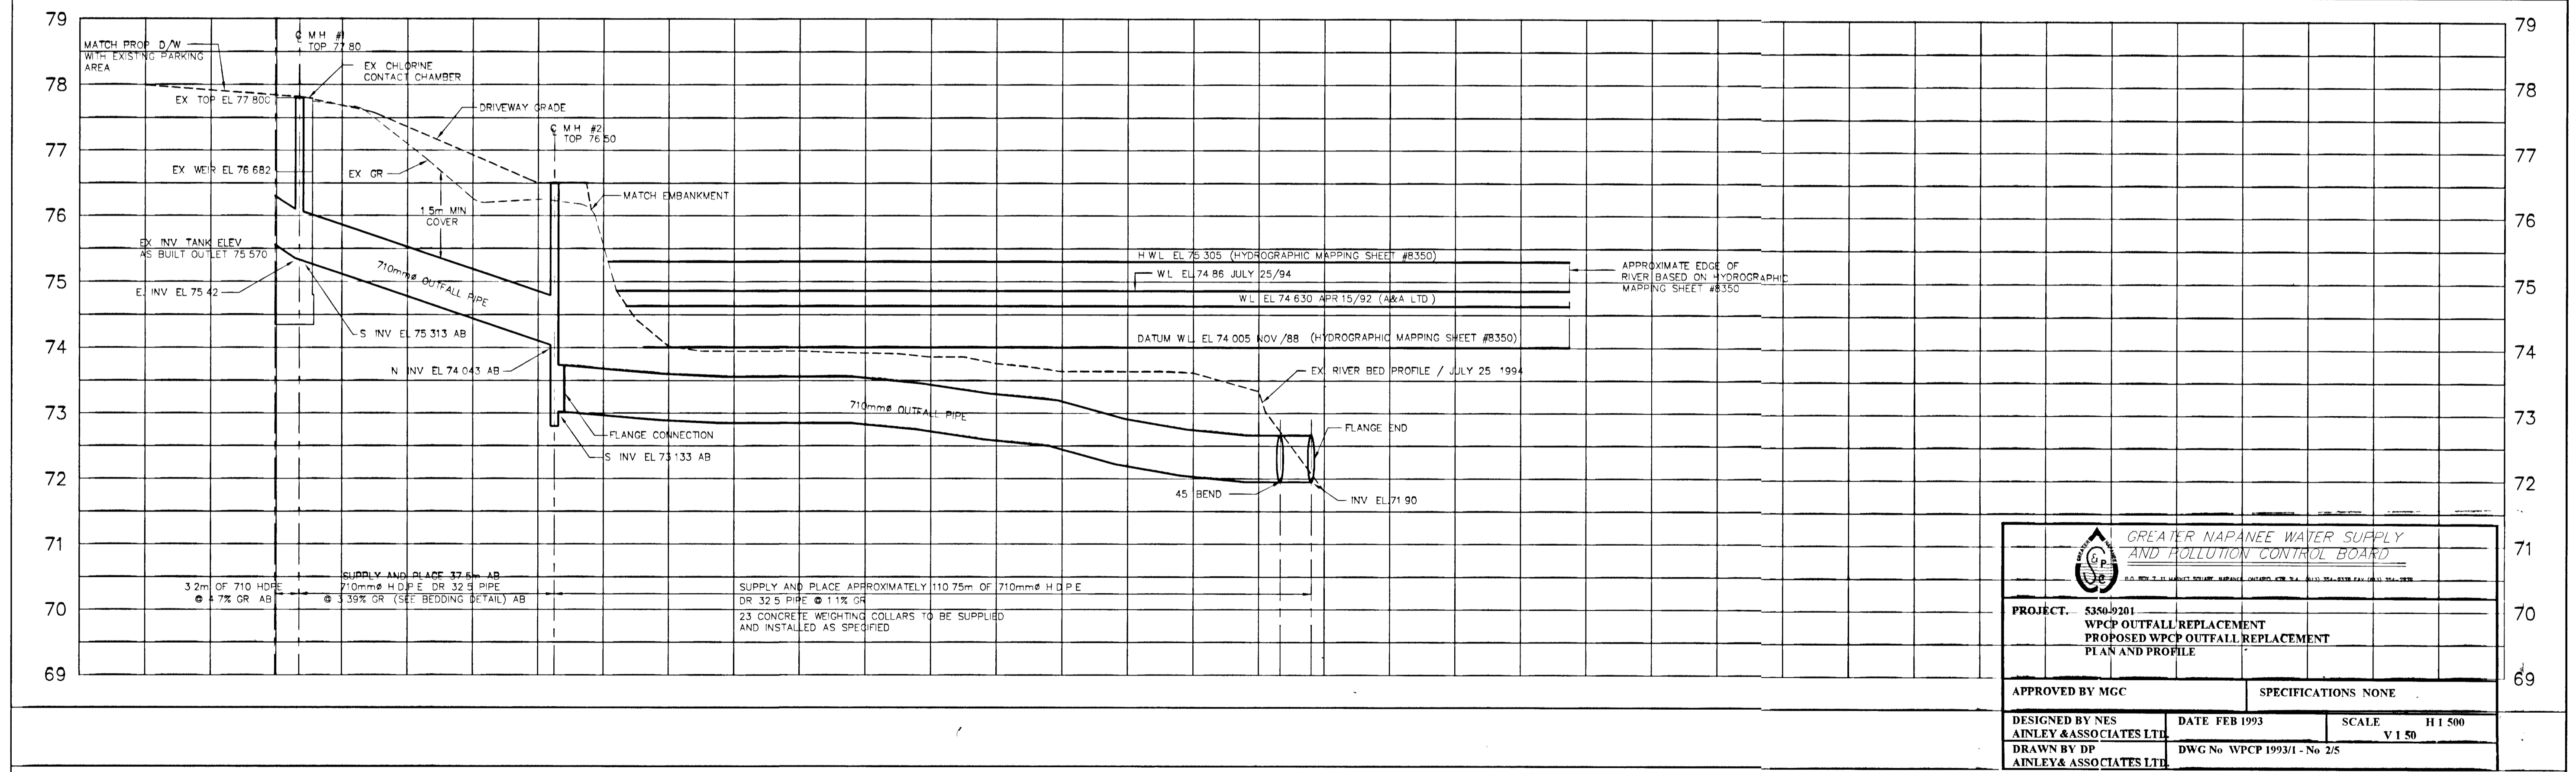 79
78
77
76
75
74
73
72
71
70
69
MATCH PROP D/W
WITH EXISTING PARKING
AREA
℄ M H #1
TOP 77 80
EX CHLORINE
CONTACT CHAMBER
EX TOP EL 77 800
DRIVEWAY GRADE
℄ M H #2
TOP 76 50
EX WEIR EL 76 682
EX GR
MATCH EMBANKMENT
1 5m MIN
COVER
EX INV TANK ELEV
AS BUILT OUTLET 75 570
710mmø OUTFALL PIPE
E INV EL 75 42
S INV EL 75 313 AB
N INV EL 74 043 AB
H W L EL 75 305 (HYDROGRAPHIC MAPPING SHEET #8350)
W L EL 74 86 JULY 25/94
W L EL 74 630 APR 15/92 (A&A LTD )
DATUM W L EL 74 005 NOV /88 (HYDROGRAPHIC MAPPING SHEET #8350)
APPROXIMATE EDGE OF
RIVER BASED ON HYDROGRAPHIC
MAPPING SHEET #8350
EX RIVER BED PROFILE / JULY 25 1994
710mmø OUTFALL PIPE
FLANGE CONNECTION
S INV EL 73 133 AB
FLANGE END
45 BEND
INV EL 71 90
3 2m OF 710 HDPE
@ 4 7% GR AB
SUPPLY AND PLACE 37.5m AB
710mmø H D P E DR 32 5 PIPE
@ 3 39% GR (SEE BEDDING DETAIL) AB
SUPPLY AND PLACE APPROXIMATELY 110 75m OF 710mmø H D P E
DR 32 5 PIPE @ 1 1% GR
23 CONCRETE WEIGHTING COLLARS TO BE SUPPLIED
AND INSTALLED AS SPECIFIED
79
78
77
76
75
74
73
72
71
70
69
GREATER NAPANEE WATER SUPPLY
AND POLLUTION CONTROL BOARD
PROJECT. 5350-9201
WPCP OUTFALL REPLACEMENT
PROPOSED WPCP OUTFALL REPLACEMENT
PLAN AND PROFILE
APPROVED BY MGC
SPECIFICATIONS NONE
DESIGNED BY NES
AINLEY &ASSOCIATES LTD.
DATE FEB 1993
SCALE H 1 500
V 1 50
DRAWN BY DP
AINLEY& ASSOCIATES LTD.
DWG No WPCP 1993/1 - No 2/5